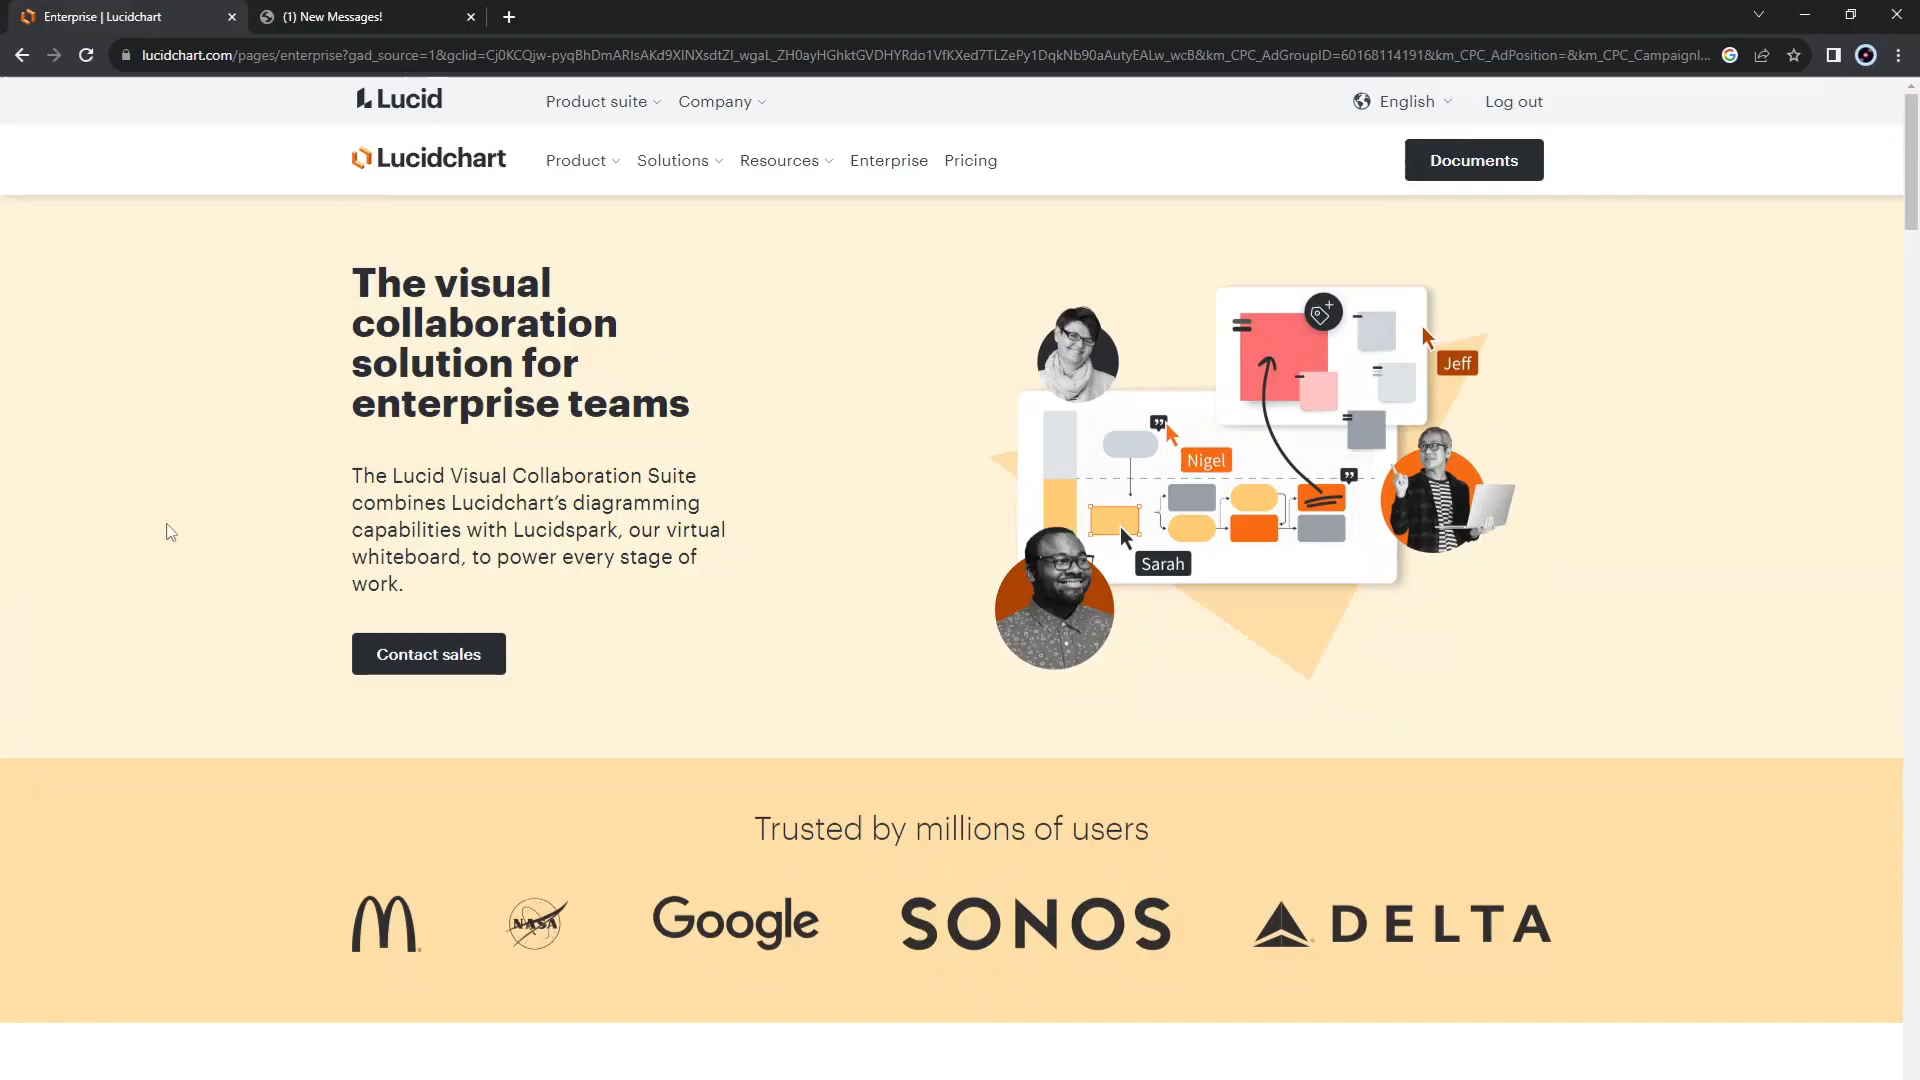 Enterprise | Lucidchart
(1) New Messages!
lucidchart.com/pages/enterprise?gad_source=1&gclid=Cj0KCQjw-pyqBhDmARIsAKd9XINXsdtZI_wgaL_ZH0ayHGhktGVDHYRdo1VfKXed7TLZePy1DqkNb90aAutyEALw_wcB&km_CPC_AdGroupID=60168114191&km_CPC_AdPosition=&km_CPC_CampaignI...
Lucid
Product suite
Company
English
Log out
Lucidchart
Product
Solutions
Resources
Enterprise
Pricing
Documents
The visual
collaboration
solution for
enterprise teams
The Lucid Visual Collaboration Suite
combines Lucidchart’s diagramming
capabilities with Lucidspark, our virtual
whiteboard, to power every stage of
work.
Contact sales
Jeff
Nigel
Sarah
Trusted by millions of users
M
NASA
Google
SONOS
DELTA